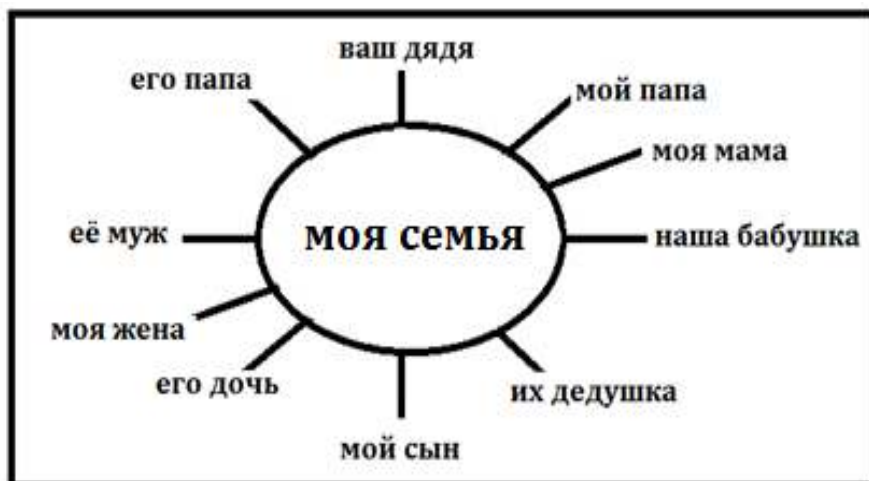 ваш дядя
его папа
мой папа
моя мама
её муж
моя семья
наша бабушка
моя жена
его дочь
их дедушка
мой сын